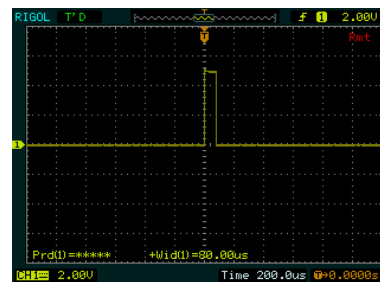 RIGOL T'D T f 1 2.00V
T Rmt
1
Prd(1)=***** +Wid(1)=80.00us
CH1 2.00V Time 200.0us T→0.0000s